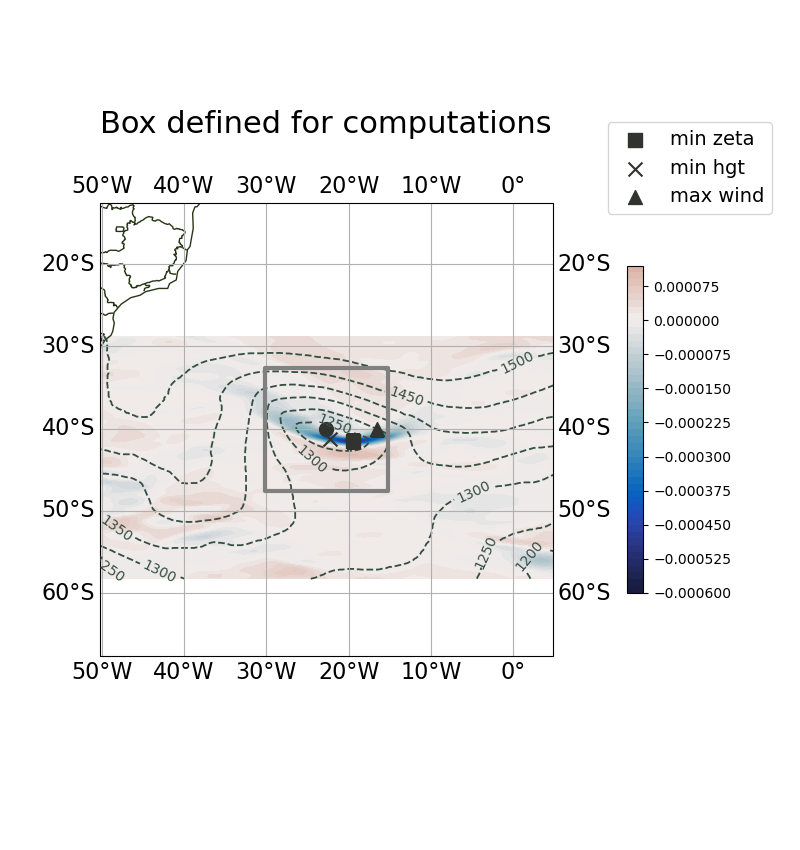 Box defined for computations
min zeta
min hgt
max wind
50°W 40°W 30°W 20°W 10°W 0°
20°S 20°S
30°S 30°S
40°S 40°S
50°S 50°S
60°S 60°S
50°W 40°W 30°W 20°W 10°W 0°
1500
1450
1250
1300
1300
1350
1300
250
1250
1200
0.000075
0.000000
−0.000075
−0.000150
−0.000225
−0.000300
−0.000375
−0.000450
−0.000525
−0.000600